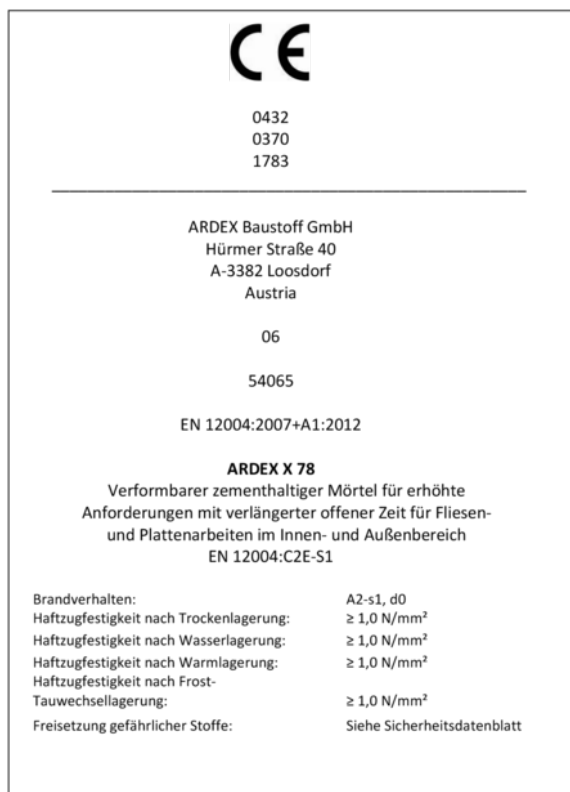 CE
0432
0370
1783
ARDEX Baustoff GmbH
Hürmer Straße 40
A-3382 Loosdorf
Austria
06
54065
EN 12004:2007+A1:2012
ARDEX X 78
Verformbarer zementhaltiger Mörtel für erhöhte
Anforderungen mit verlängerter offener Zeit für Fliesen-
und Plattenarbeiten im Innen- und Außenbereich
EN 12004:C2E-S1
Brandverhalten: A2-s1, d0
Haftzugfestigkeit nach Trockenlagerung: ≥ 1,0 N/mm²
Haftzugfestigkeit nach Wasserlagerung: ≥ 1,0 N/mm²
Haftzugfestigkeit nach Warmlagerung: ≥ 1,0 N/mm²
Haftzugfestigkeit nach Frost-
Tauwechsellagerung: ≥ 1,0 N/mm²
Freisetzung gefährlicher Stoffe: Siehe Sicherheitsdatenblatt